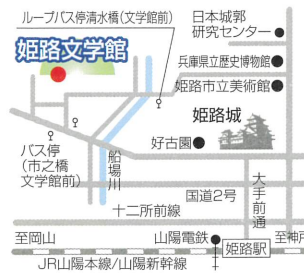 ループバス停清水橋(文学館前)
日本城郭
研究センター
姫路文学館
兵庫県立歴史博物館
姫路市立美術館
姫路城
好古園
バス停
(市之橋
文学館前)
船場川
国道2号
大手前通
十二所前線
至岡山
山陽電鉄
姫路駅
至神戸
JR山陽本線/山陽新幹線